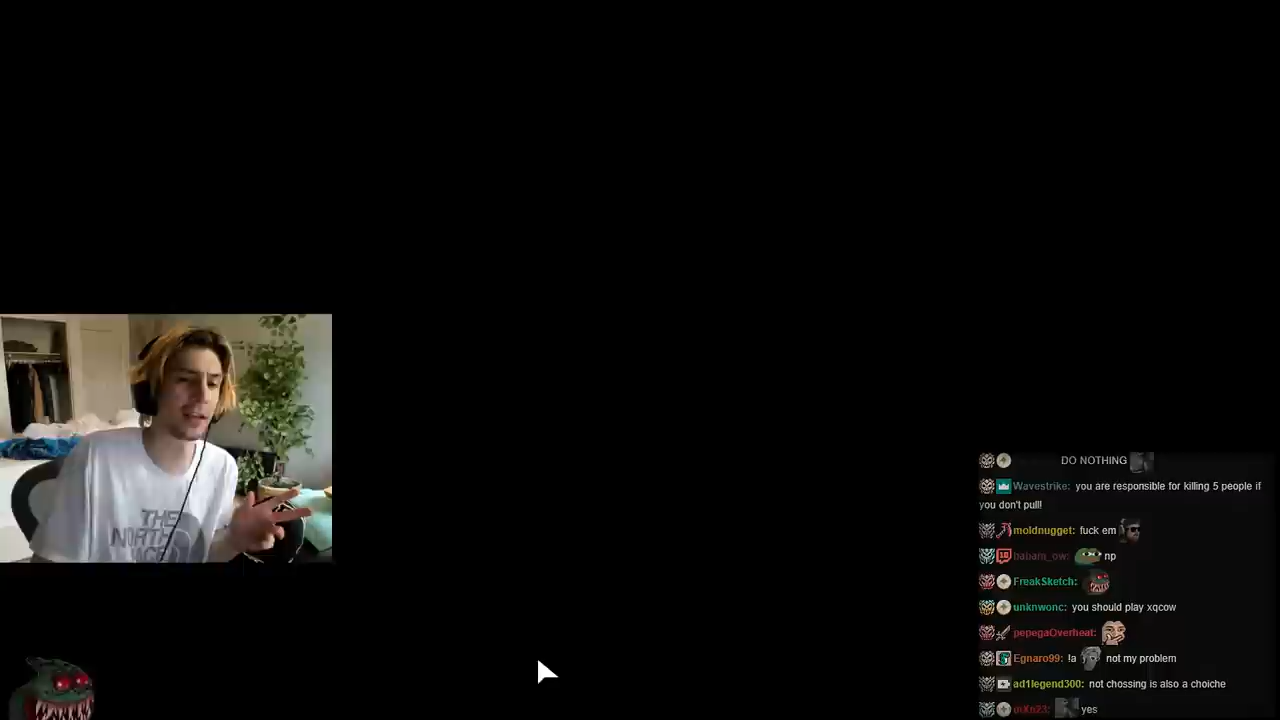 THE
NORTH
FACE
DO NOTHING
Wavestrike: you are responsible for killing 5 people if
you don't pull!
moldnugget: fuck em
babam_ow: np
FreakSketch:
unknwonc: you should play xqcow
pepegaOverheat:
Egnaro99: !a not my problem
ad1legend300: not chossing is also a choiche
mXn23: yes